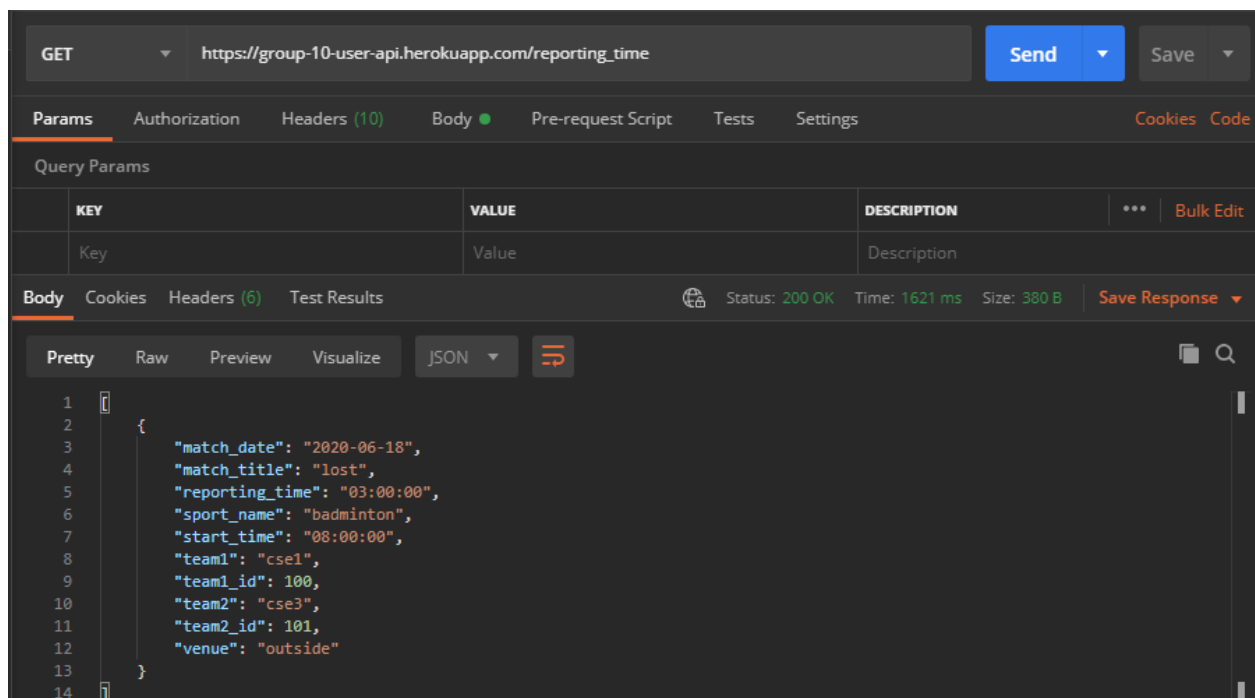 GET https://group-10-user-api.herokuapp.com/reporting_time Send Save
Params Authorization Headers (10) Body Pre-request Script Tests Settings Cookies Code
Query Params
KEY VALUE DESCRIPTION ••• Bulk Edit
Key Value Description
Body Cookies Headers (6) Test Results Status: 200 OK Time: 1621 ms Size: 380 B Save Response
Pretty Raw Preview Visualize JSON
1 [
2 {
3 "match_date": "2020-06-18",
4 "match_title": "lost",
5 "reporting_time": "03:00:00",
6 "sport_name": "badminton",
7 "start_time": "08:00:00",
8 "team1": "cse1",
9 "team1_id": 100,
10 "team2": "cse3",
11 "team2_id": 101,
12 "venue": "outside"
13 }
14 ]